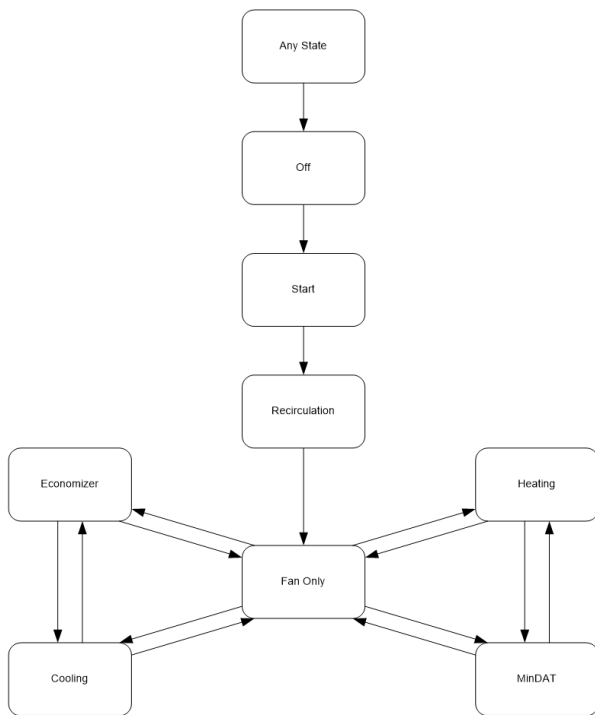 Any State
Off
Start
Recirculation
Economizer
Heating
Fan Only
Cooling
MinDAT